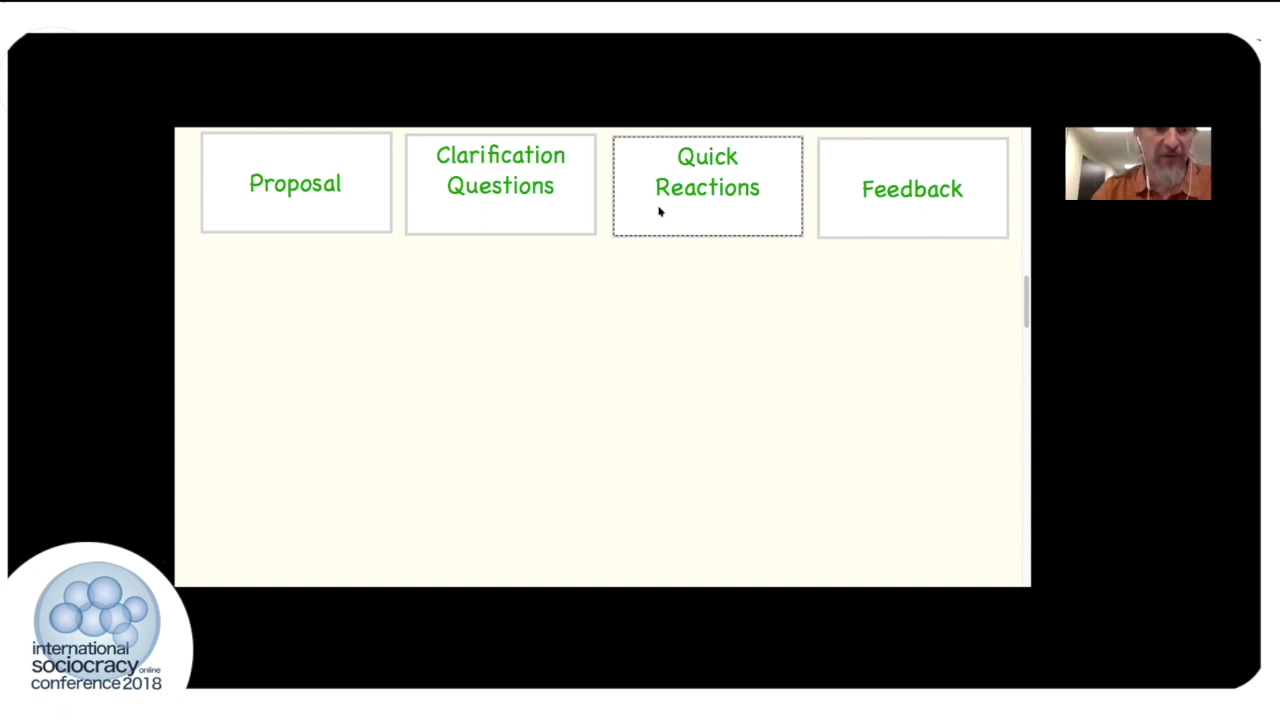 Proposal
Clarification
Questions
Quick
Reactions
Feedback
international
sociocracy online
conference 2018